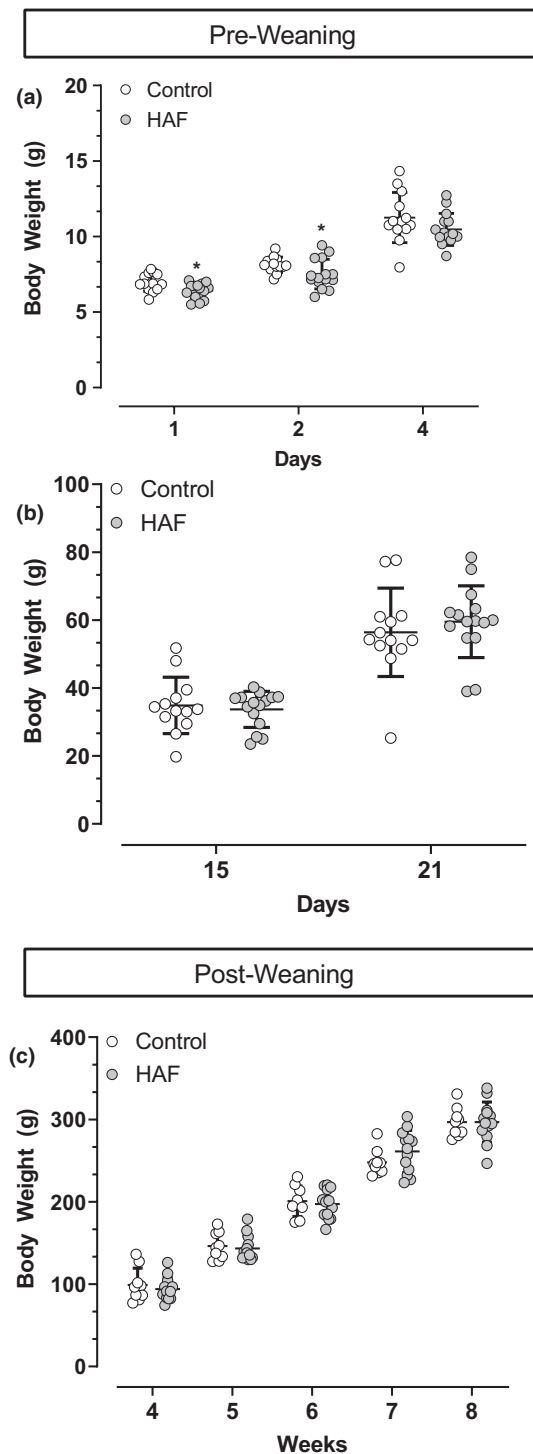 Pre-Weaning
(a)
Control
HAF
Body Weight (g)
20
15
10
5
0
*
*
1 2 4
Days
(b)
Control
HAF
Body Weight (g)
100
80
60
40
20
0
15 21
Days
Post-Weaning
(c)
Control
HAF
Body Weight (g)
400
300
200
100
0
4 5 6 7 8
Weeks